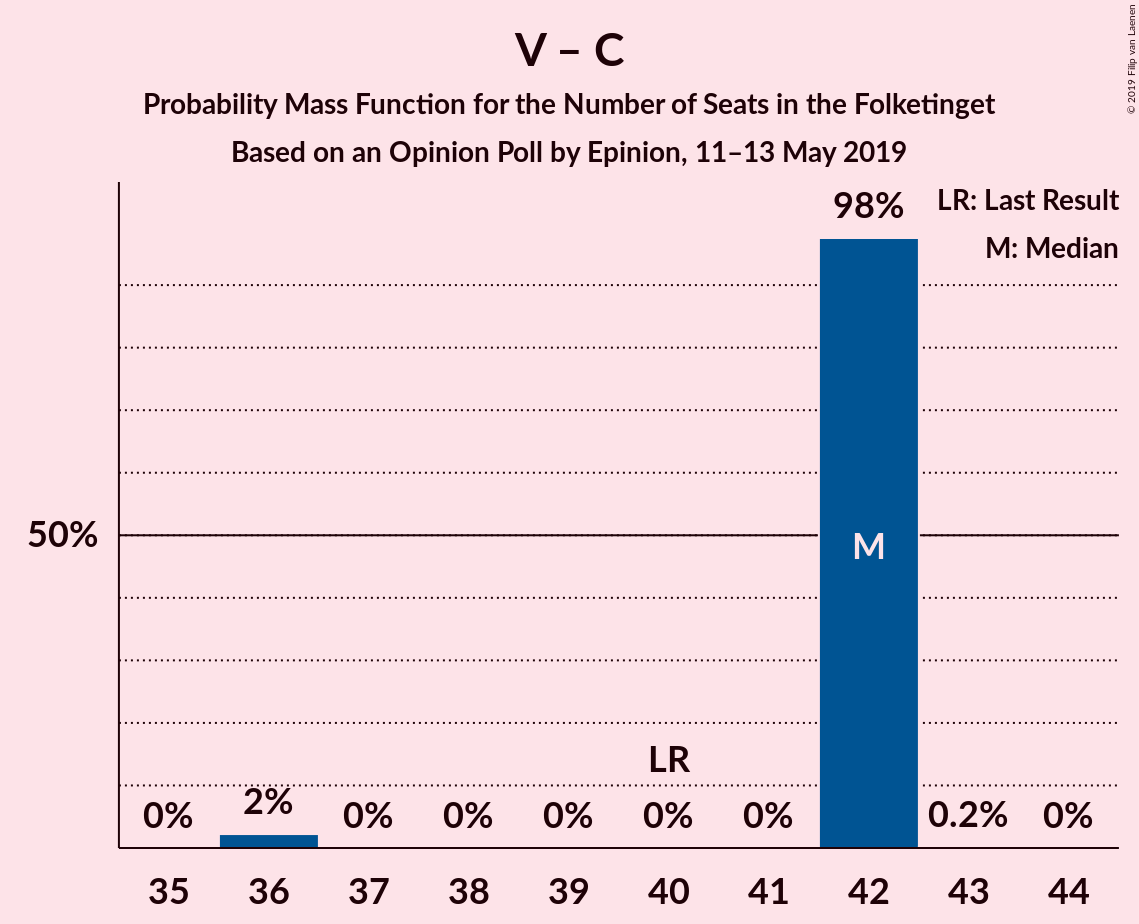 V – C
Probability Mass Function for the Number of Seats in the Folketinget
Based on an Opinion Poll by Epinion, 11–13 May 2019
© 2019 Filip van Laenen
LR: Last Result
M: Median
98%
50%
M
LR
0% 2% 0% 0% 0% 0% 0% 0.2% 0%
35 36 37 38 39 40 41 42 43 44